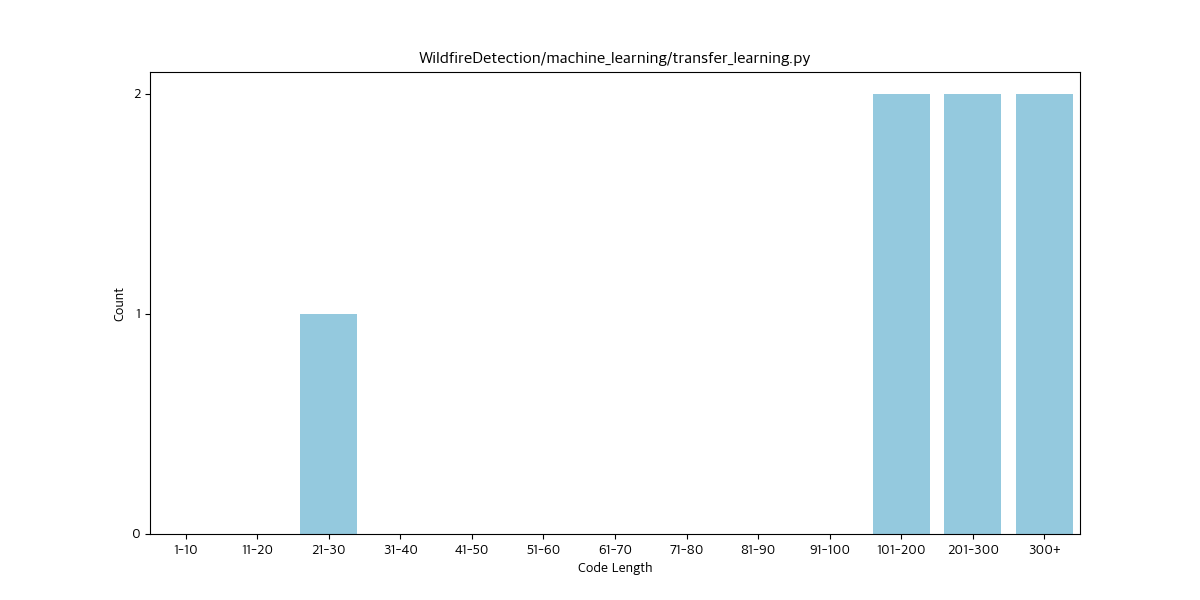 WildfireDetection/machine_learning/transfer_learning.py
2
1
0
Count
1-10 11-20 21-30 31-40 41-50 51-60 61-70 71-80 81-90 91-100 101-200 201-300 300+
Code Length